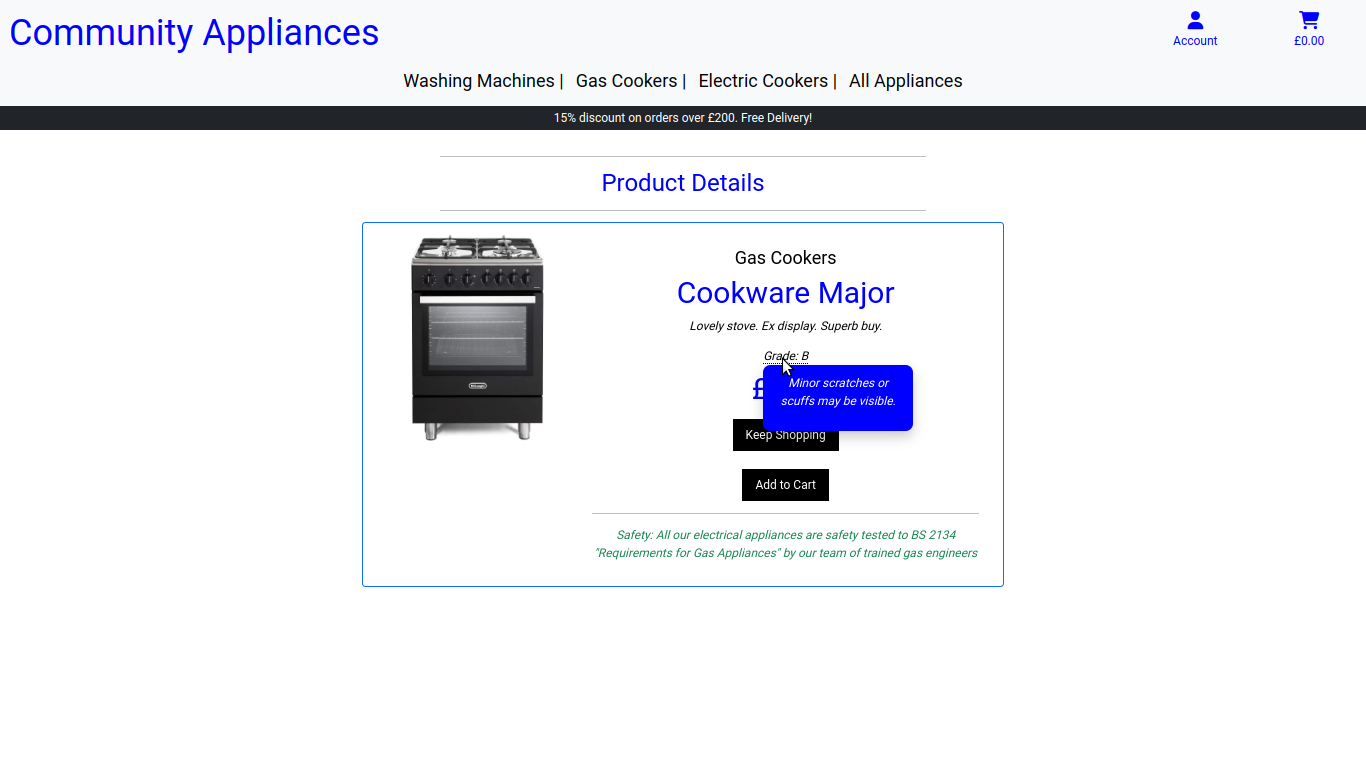 Community Appliances
Account
£0.00
Washing Machines |
Gas Cookers |
Electric Cookers |
All Appliances
15% discount on orders over £200. Free Delivery!
Product Details
Gas Cookers
Cookware Major
Lovely stove. Ex display. Superb buy.
Grade: B
£
Minor scratches or
scuffs may be visible.
Keep Shopping
Add to Cart
Safety: All our electrical appliances are safety tested to BS 2134
"Requirements for Gas Appliances" by our team of trained gas engineers